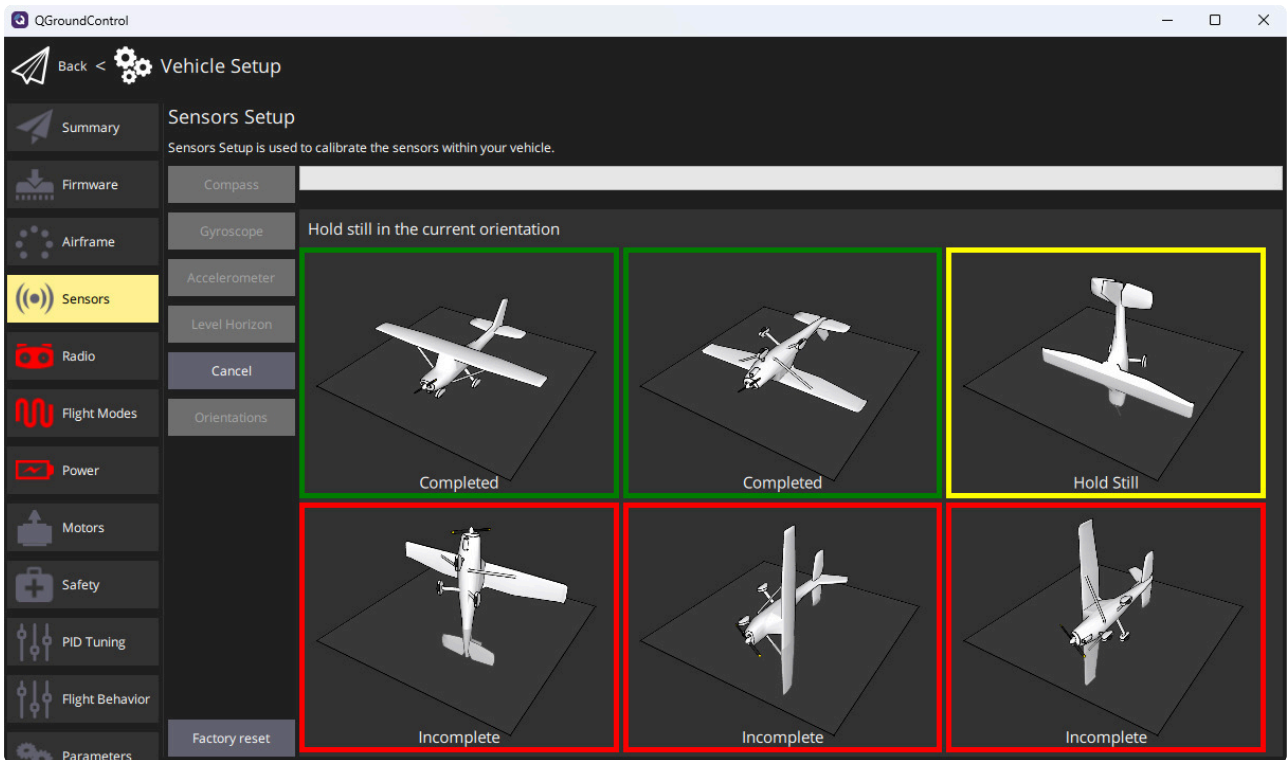 QGroundControl
Back < Vehicle Setup
Summary
Firmware
Airframe
Sensors
Radio
Flight Modes
Power
Motors
Safety
PID Tuning
Flight Behavior
Parameters
Sensors Setup
Sensors Setup is used to calibrate the sensors within your vehicle.
Compass
Gyroscope
Accelerometer
Level Horizon
Cancel
Orientations
Factory reset
Hold still in the current orientation
Completed
Completed
Hold Still
Incomplete
Incomplete
Incomplete